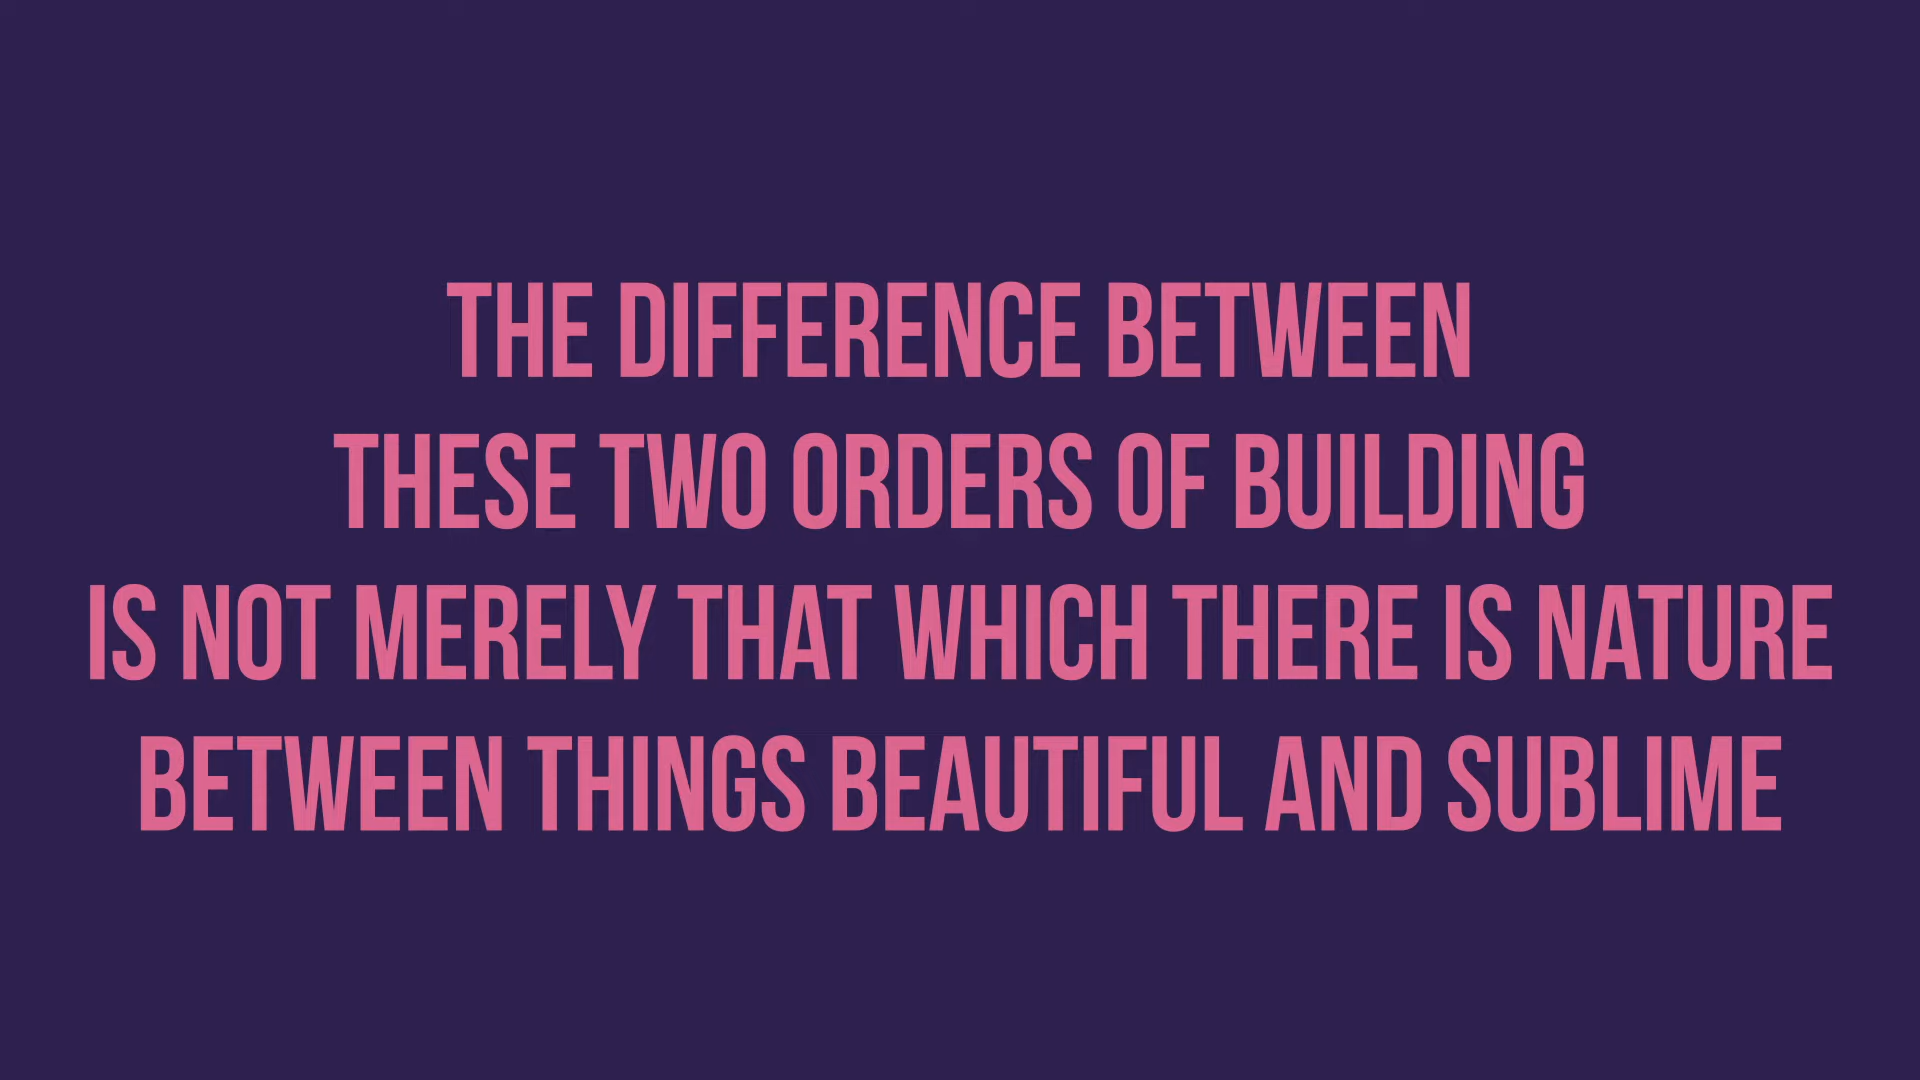 THE DIFFERENCE BETWEEN
THESE TWO ORDERS OF BUILDING
IS NOT MERELY THAT WHICH THERE IS NATURE
BETWEEN THINGS BEAUTIFUL AND SUBLIME